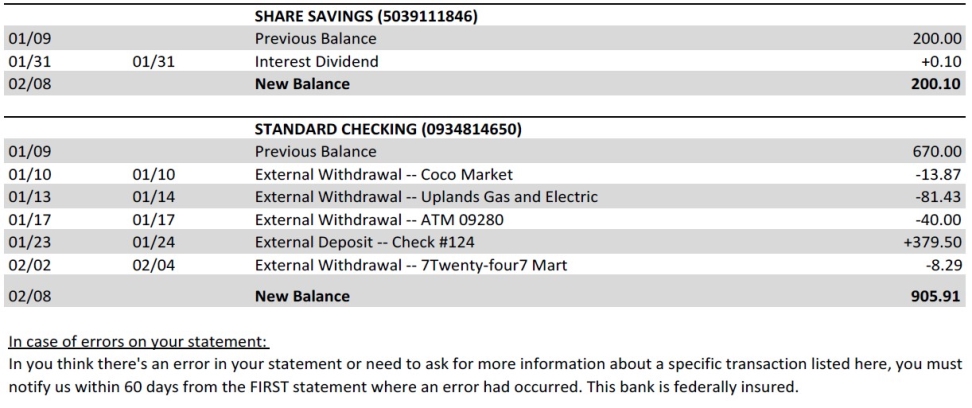 SHARE SAVINGS (5039111846)
01/09 Previous Balance 200.00
01/31 01/31 Interest Dividend +0.10
02/08 New Balance 200.10
STANDARD CHECKING (0934814650)
01/09 Previous Balance 670.00
01/10 01/10 External Withdrawal -- Coco Market -13.87
01/13 01/14 External Withdrawal -- Uplands Gas and Electric -81.43
01/17 01/17 External Withdrawal -- ATM 09280 -40.00
01/23 01/24 External Deposit -- Check #124 +379.50
02/02 02/04 External Withdrawal -- 7Twenty-four7 Mart -8.29
02/08 New Balance 905.91
In case of errors on your statement:
In you think there's an error in your statement or need to ask for more information about a specific transaction listed here, you must
notify us within 60 days from the FIRST statement where an error had occurred. This bank is federally insured.